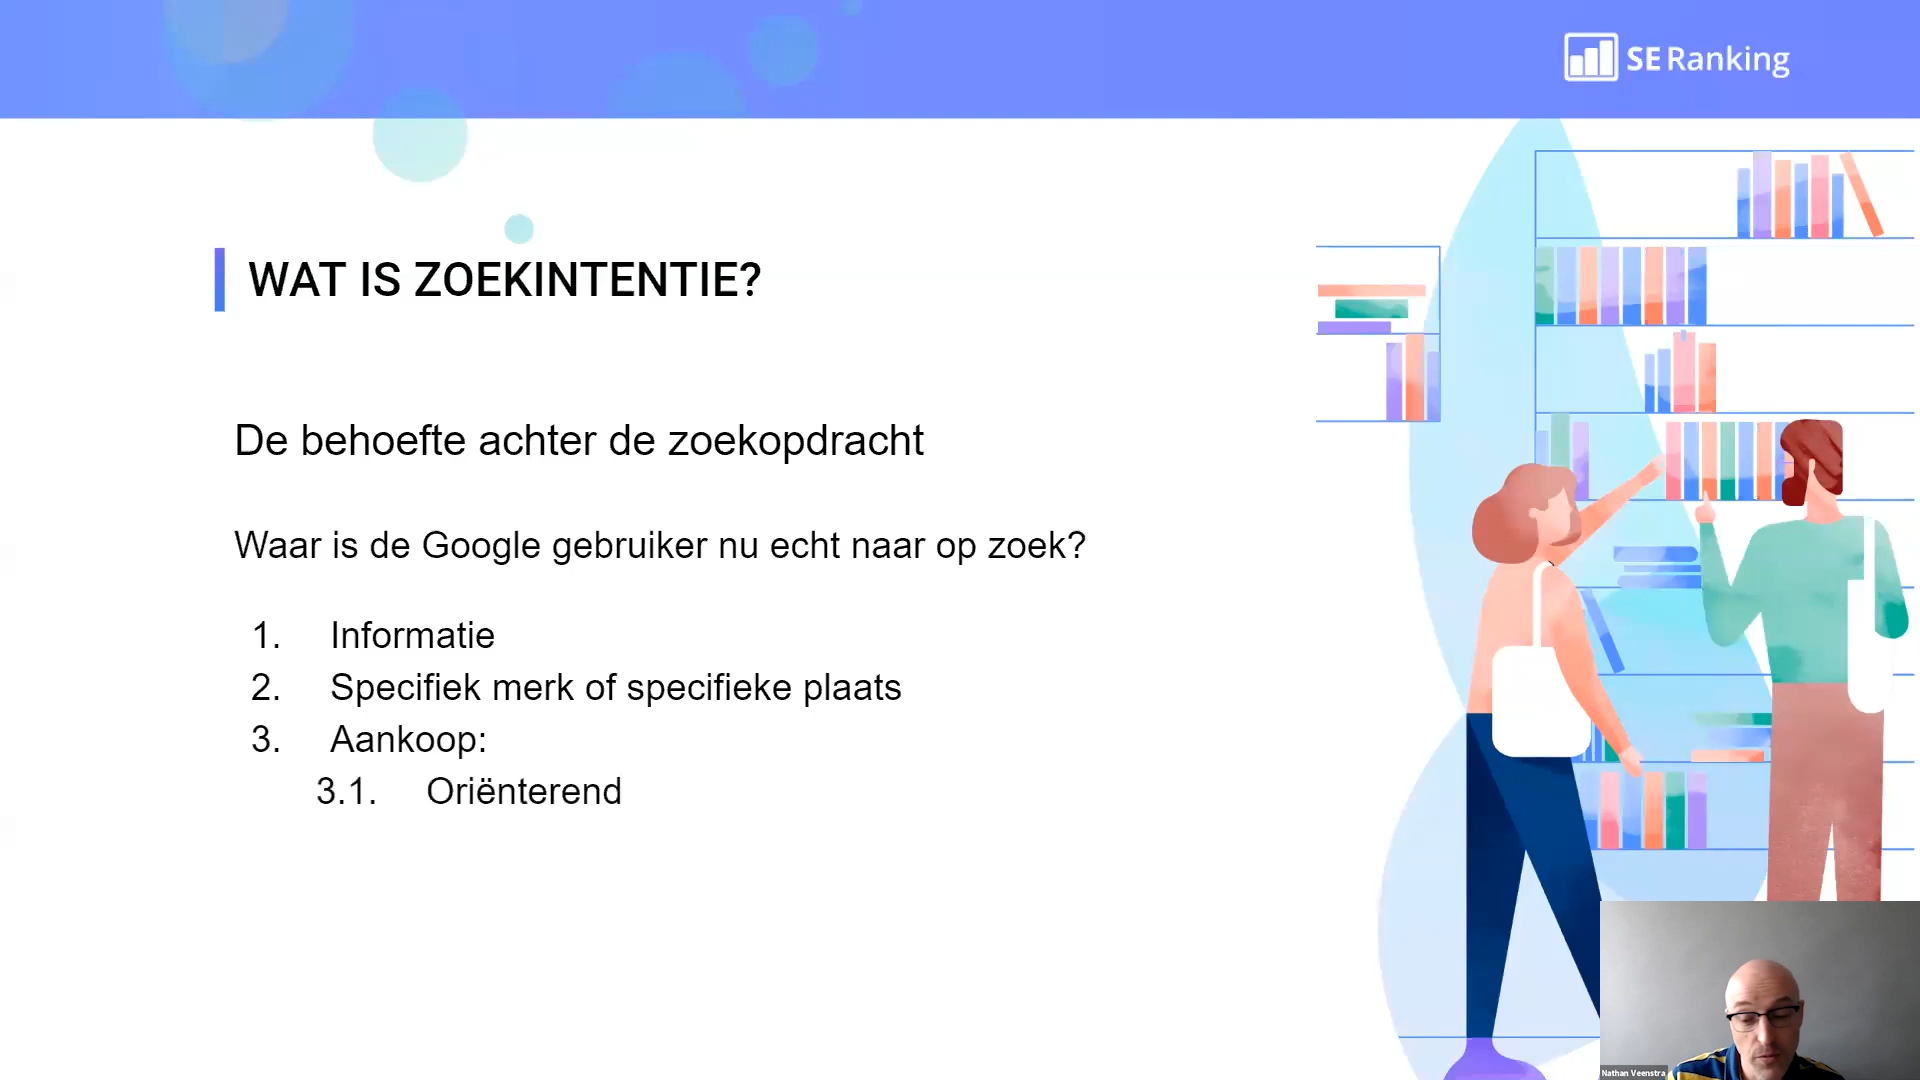 SE Ranking
WAT IS ZOEKINTENTIE?
De behoefte achter de zoekopdracht
Waar is de Google gebruiker nu echt naar op zoek?
1. Informatie
2. Specifiek merk of specifieke plaats
3. Aankoop:
3.1. Oriënterend
Nathan Veenstra